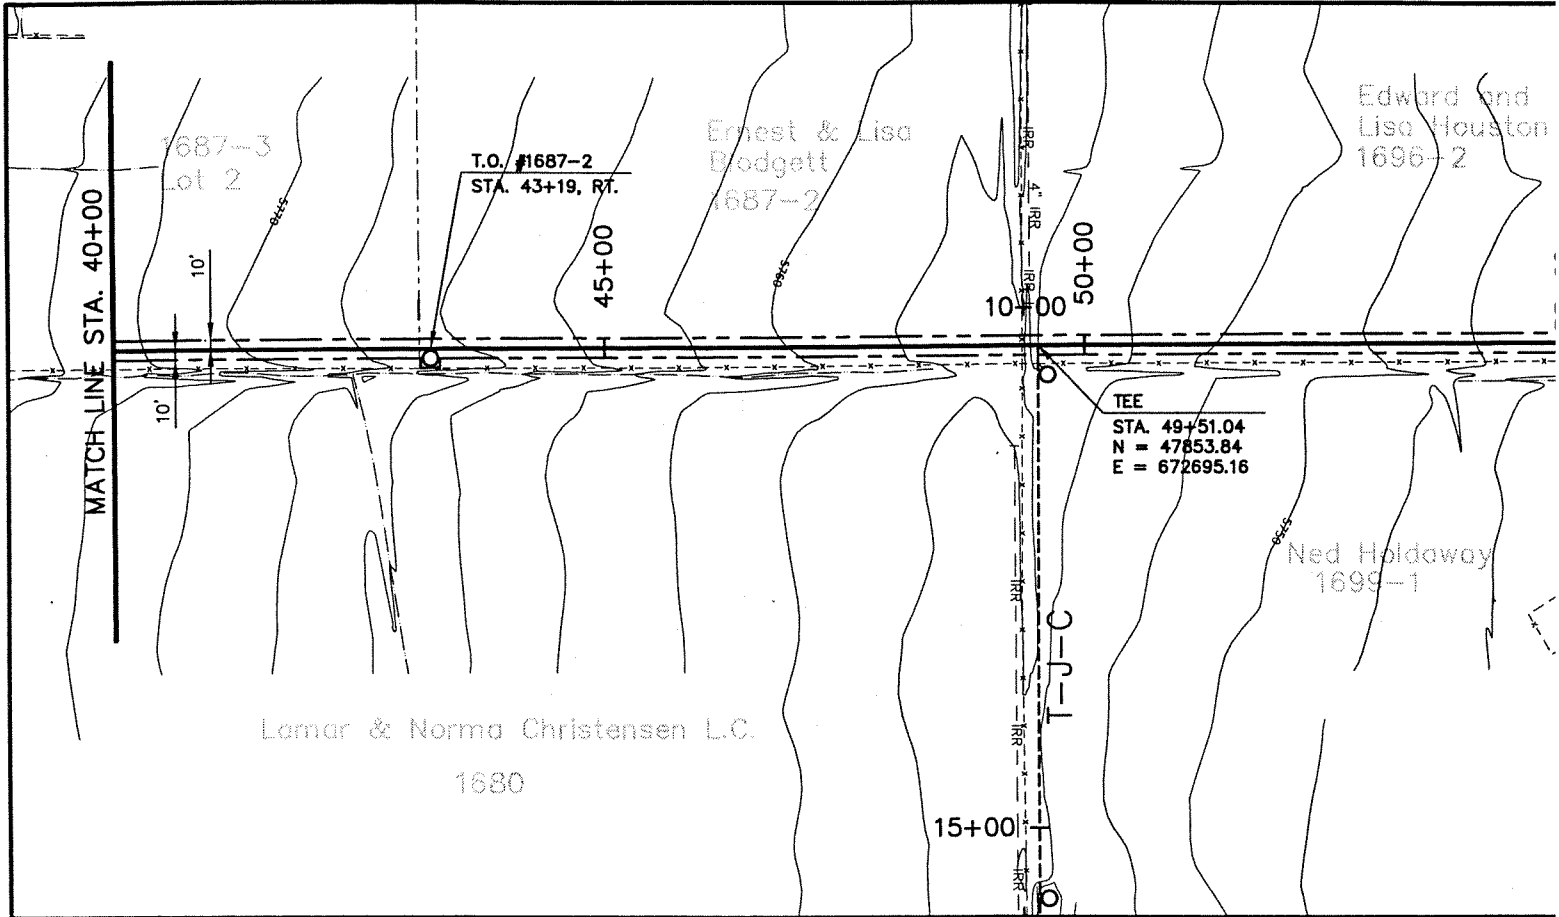 1687-3
Lot 2
MATCH LINE STA. 40+00
5770
10'
10'
T.O. #1687-2
STA. 43+19, RT.
45+00
Ernest & Lisa
Blodgett
1687-2
5760
IRR
4" IRR
IRR
10+00
50+00
Edward and
Lisa Houston
1696-2
TEE
STA. 49+51.04
N = 47853.84
E = 672695.16
5750
Ned Holdaway
1699-1
IRR
T-J-C
IRR
Lamar & Norma Christensen L.C.
1680
15+00
IRR